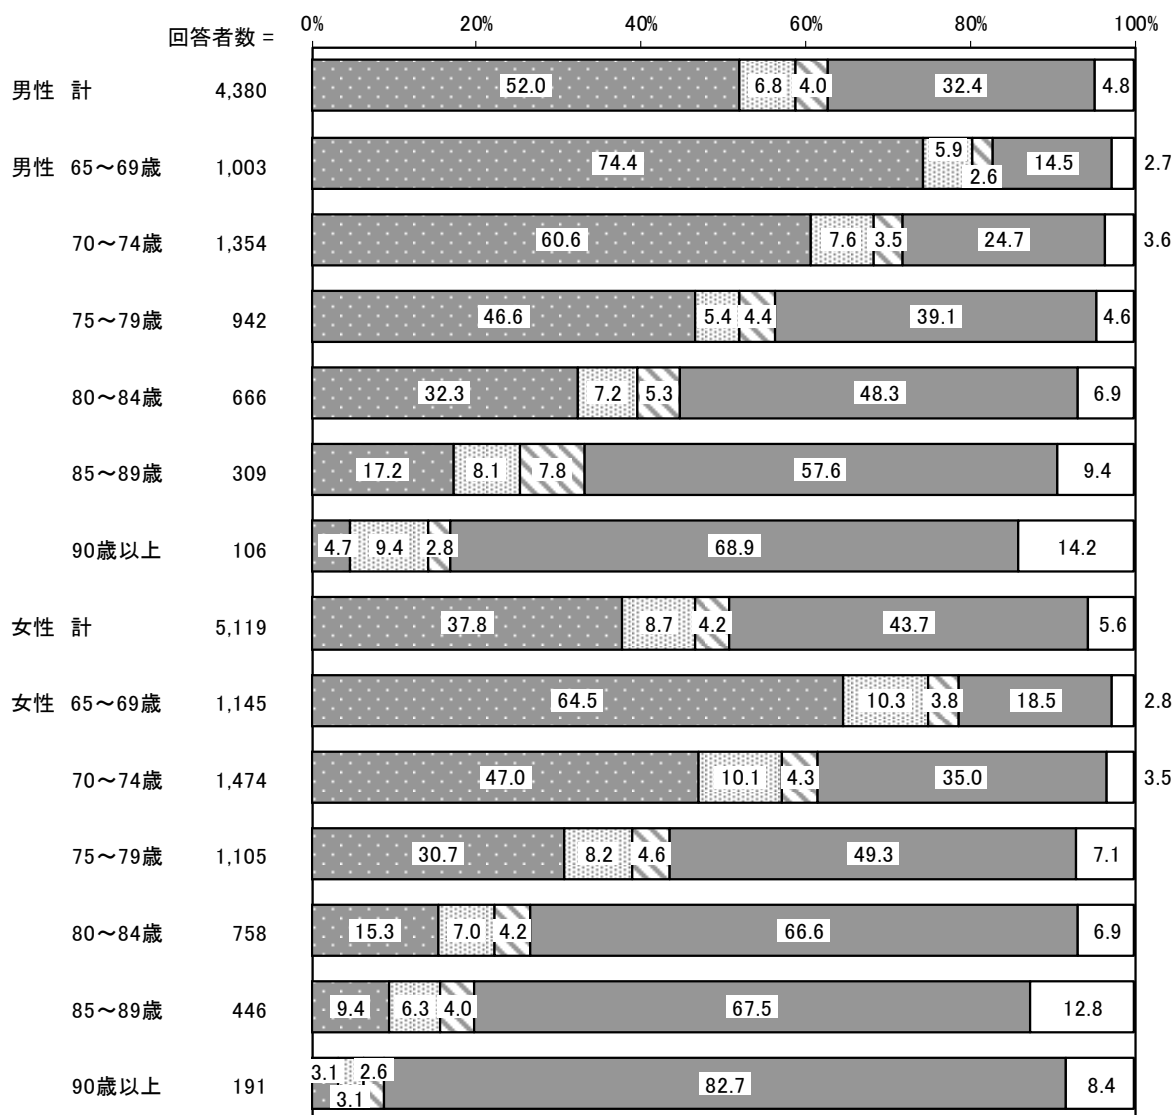 0% 20% 40% 60% 80% 100%
回答者数 =
男性 計 4,380 52.0 6.8 4.0 32.4 4.8
男性 65～69歳 1,003 74.4 5.9 2.6 14.5 2.7
70～74歳 1,354 60.6 7.6 3.5 24.7 3.6
75～79歳 942 46.6 5.4 4.4 39.1 4.6
80～84歳 666 32.3 7.2 5.3 48.3 6.9
85～89歳 309 17.2 8.1 7.8 57.6 9.4
90歳以上 106 4.7 9.4 2.8 68.9 14.2
女性 計 5,119 37.8 8.7 4.2 43.7 5.6
女性 65～69歳 1,145 64.5 10.3 3.8 18.5 2.8
70～74歳 1,474 47.0 10.1 4.3 35.0 3.5
75～79歳 1,105 30.7 8.2 4.6 49.3 7.1
80～84歳 758 15.3 7.0 4.2 66.6 6.9
85～89歳 446 9.4 6.3 4.0 67.5 12.8
90歳以上 191 3.1 3.1 2.6 82.7 8.4